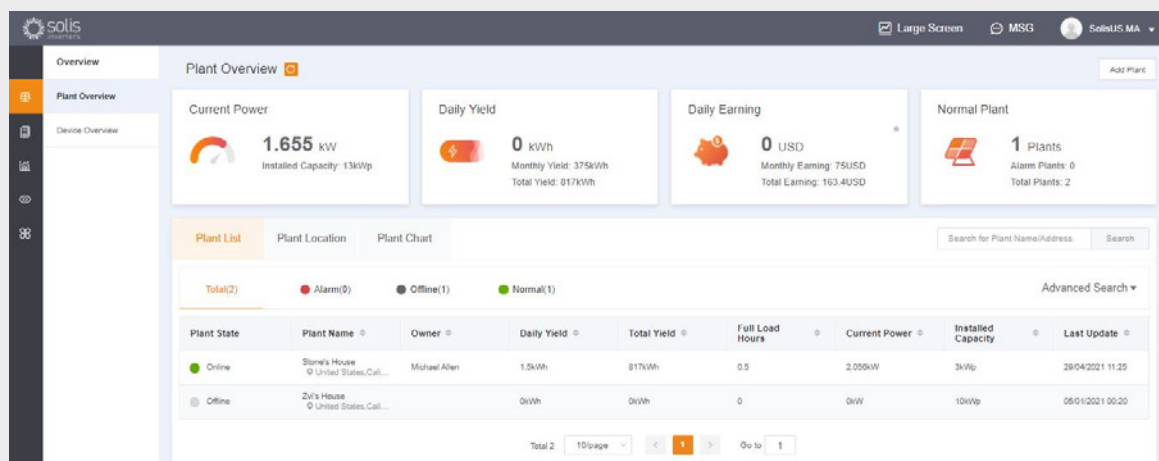 solis
inverters
Large Screen
MSG
SolisUS MA
Overview
Plant Overview
Device Overview
Plant Overview
Add Plant
Current Power
1.655 kW
Installed Capacity: 13kWp
Daily Yield
0 kWh
Monthly Yield: 375kWh
Total Yield: 817kWh
Daily Earning
0 USD
Monthly Earning: 75USD
Total Earning: 163.4USD
Normal Plant
1 Plants
Alarm Plants: 0
Total Plants: 2
Plant List Plant Location Plant Chart
Search for Plant Name/Address Search
Total(2) Alarm(0) Offline(1) Normal(1) Advanced Search
Plant State Plant Name Owner Daily Yield Total Yield Full Load Hours Current Power Installed Capacity Last Update
Online Stone's House Michael Allen 1.5kWh 817kWh 0.5 2.056kW 3kWp 29/04/2021 11:25
United States,Cali...
Offline Zvi's House 0kWh 0kWh 0 0kW 10kWp 05/01/2021 00:20
United States,Cali...
Total 2 10/page 1 Go to 1